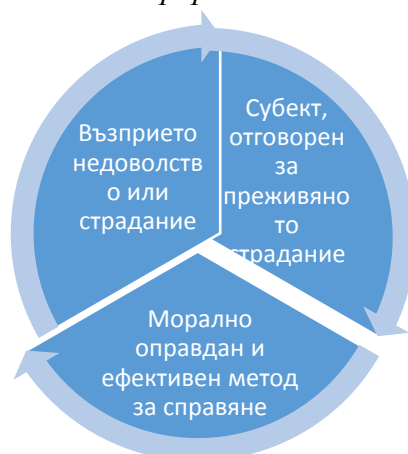 Възприето
недоволств
о или
страдание
Субект,
отговорен
за
преживяно
то
страдание
Морално
оправдан и
ефективен метод
за справяне